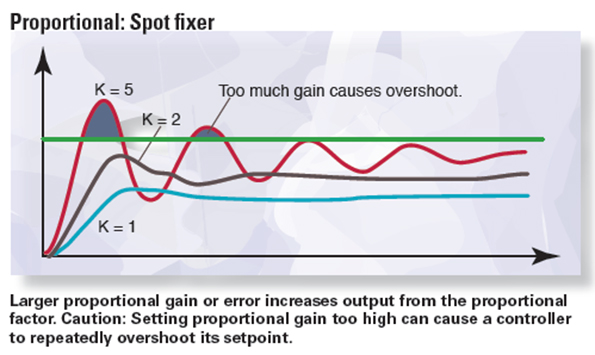 Proportional: Spot fixer
K = 5
Too much gain causes overshoot.
K = 2
K = 1
Larger proportional gain or error increases output from the proportional
factor. Caution: Setting proportional gain too high can cause a controller
to repeatedly overshoot its setpoint.